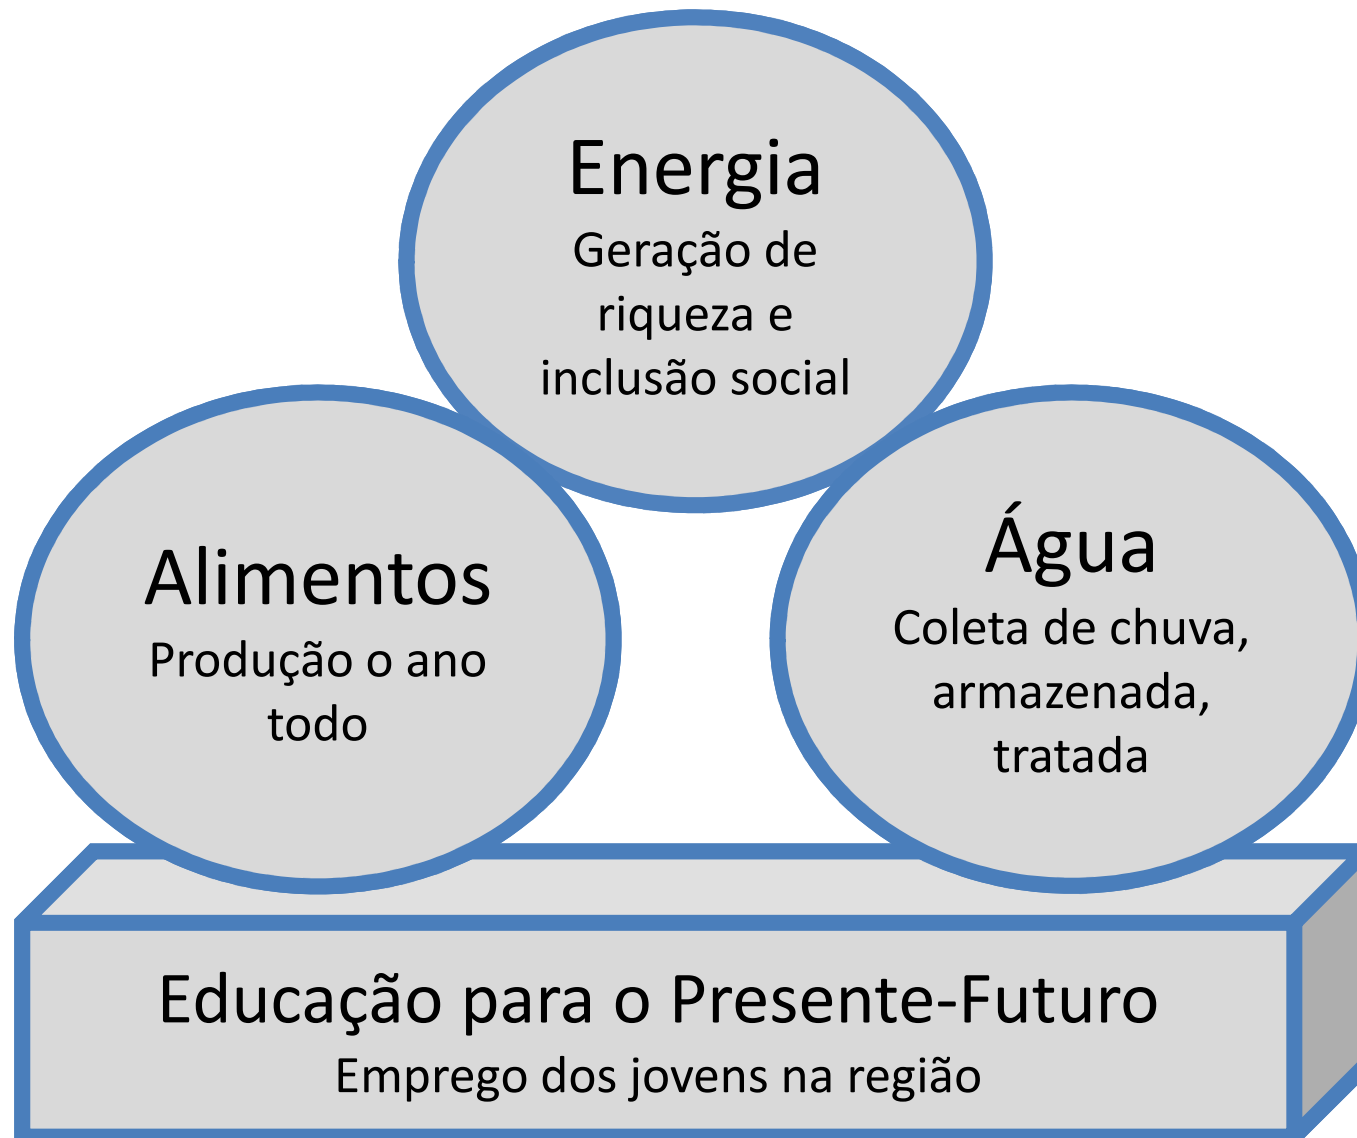 Energia
Geração de
riqueza e
inclusão social
Alimentos
Produção o ano
todo
Água
Coleta de chuva,
armazenada,
tratada
Educação para o Presente-Futuro
Emprego dos jovens na região